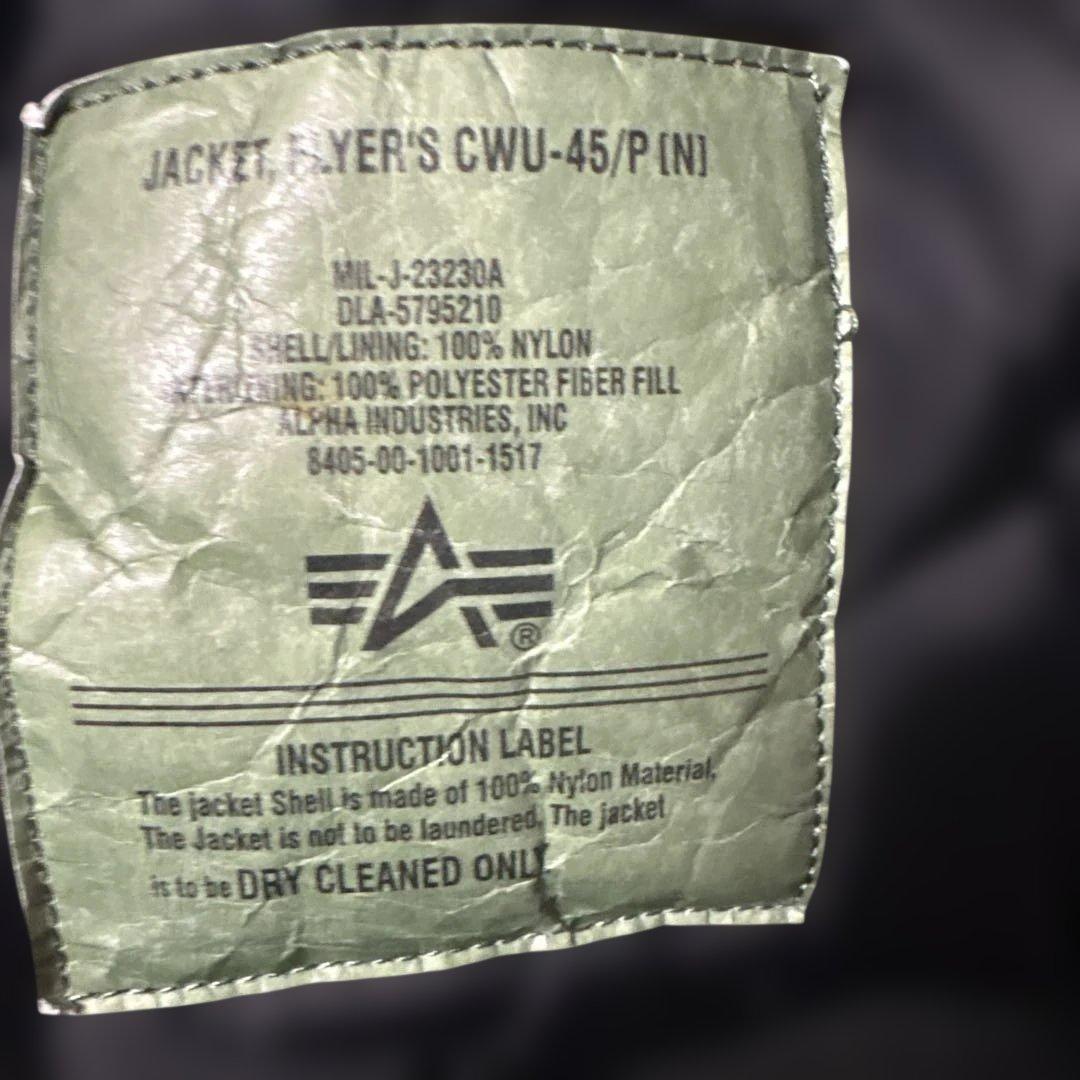 JACKET, FLYER'S CWU-45/P [N]
MIL-J-23230A
DLA-5795210
SHELL/LINING: 100% NYLON
INTERLINING: 100% POLYESTER FIBER FILL
ALPHA INDUSTRIES, INC
8405-00-1001-1517
®
INSTRUCTION LABEL
The jacket Shell is made of 100% Nylon Material,
The Jacket is not to be laundered. The jacket
is to be DRY CLEANED ONLY